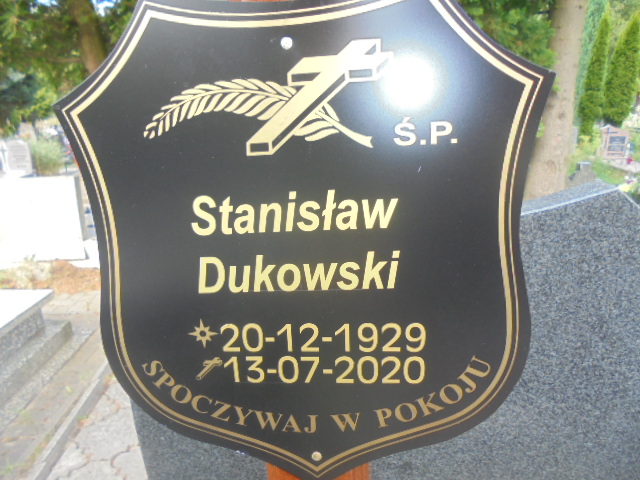 Ś.P.
Stanisław
Dukowski
20-12-1929
13-07-2020
SPOCZYWAJ W POKOJU